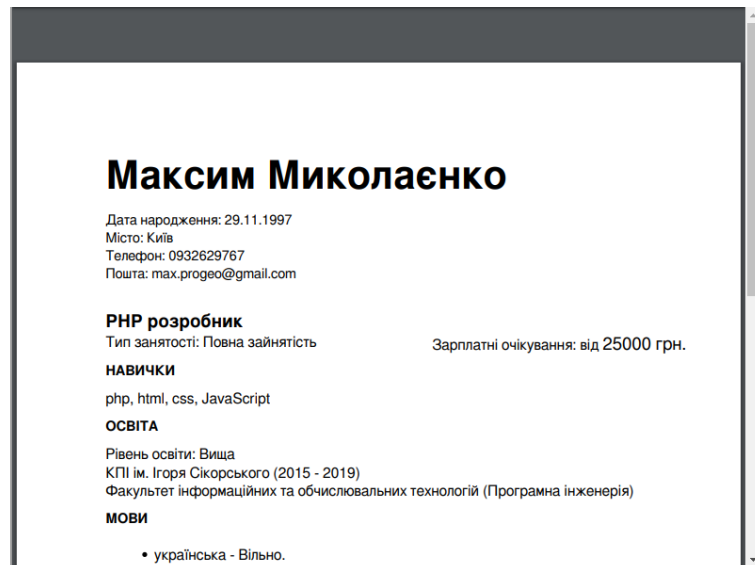 Максим Миколаєнко
Дата народження: 29.11.1997
Місто: Київ
Телефон: 0932629767
Пошта: max.progeo@gmail.com
PHP розробник
Тип занятості: Повна зайнятість
Зарплатні очікування: від 25000 грн.
НАВИЧКИ
php, html, css, JavaScript
ОСВІТА
Рівень освіти: Вища
КПІ ім. Ігоря Сікорського (2015 - 2019)
Факультет інформаційних та обчислювальних технологій (Програмна інженерія)
МОВИ
• українська - Вільно.